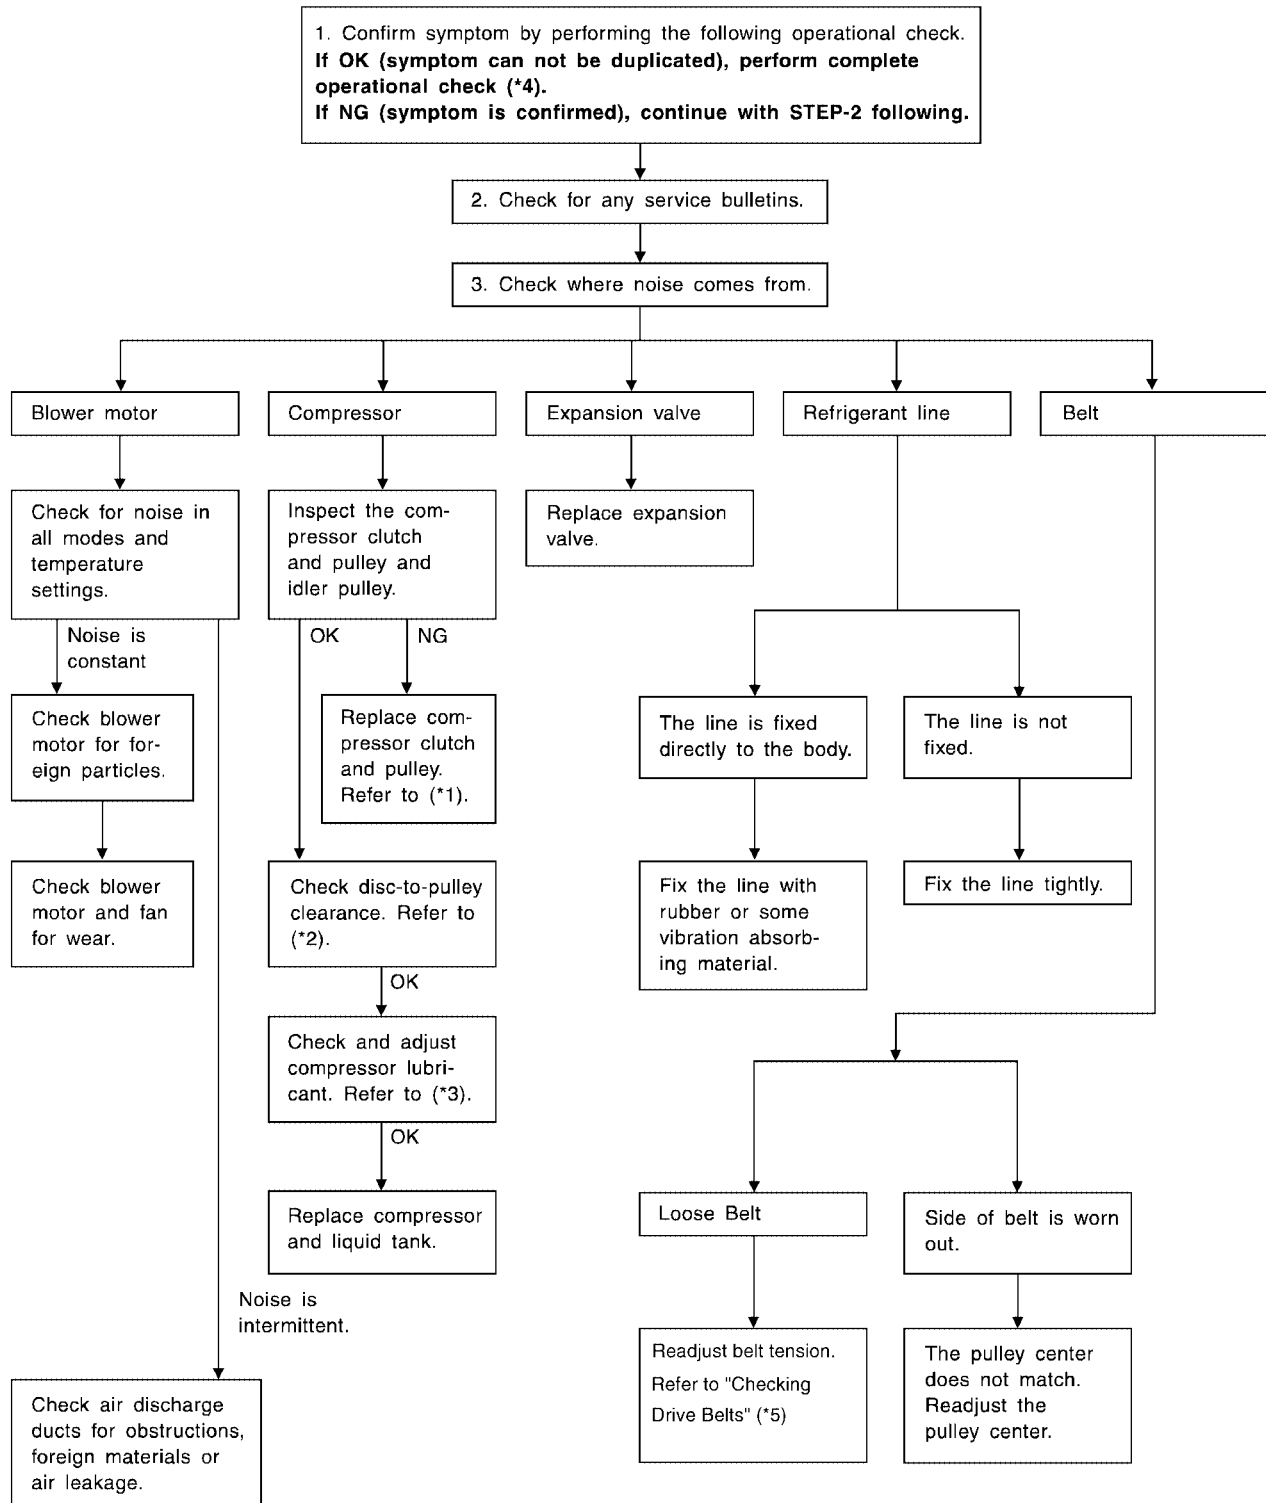 1. Confirm symptom by performing the following operational check.
If OK (symptom can not be duplicated), perform complete
operational check (*4).
If NG (symptom is confirmed), continue with STEP-2 following.
2. Check for any service bulletins.
3. Check where noise comes from.
Blower motor
Compressor
Expansion valve
Refrigerant line
Belt
Check for noise in
all modes and
temperature
settings.
Inspect the com-
pressor clutch
and pulley and
idler pulley.
Replace expansion
valve.
Noise is
constant
OK
NG
Check blower
motor for for-
eign particles.
Replace com-
pressor clutch
and pulley.
Refer to (*1).
The line is fixed
directly to the body.
The line is not
fixed.
Check blower
motor and fan
for wear.
Check disc-to-pulley
clearance. Refer to
(*2).
Fix the line with
rubber or some
vibration absorb-
ing material.
Fix the line tightly.
OK
Check and adjust
compressor lubri-
cant. Refer to (*3).
OK
Replace compressor
and liquid tank.
Loose Belt
Side of belt is worn
out.
Noise is
intermittent.
Readjust belt tension.
Refer to "Checking
Drive Belts" (*5)
The pulley center
does not match.
Readjust the
pulley center.
Check air discharge
ducts for obstructions,
foreign materials or
air leakage.